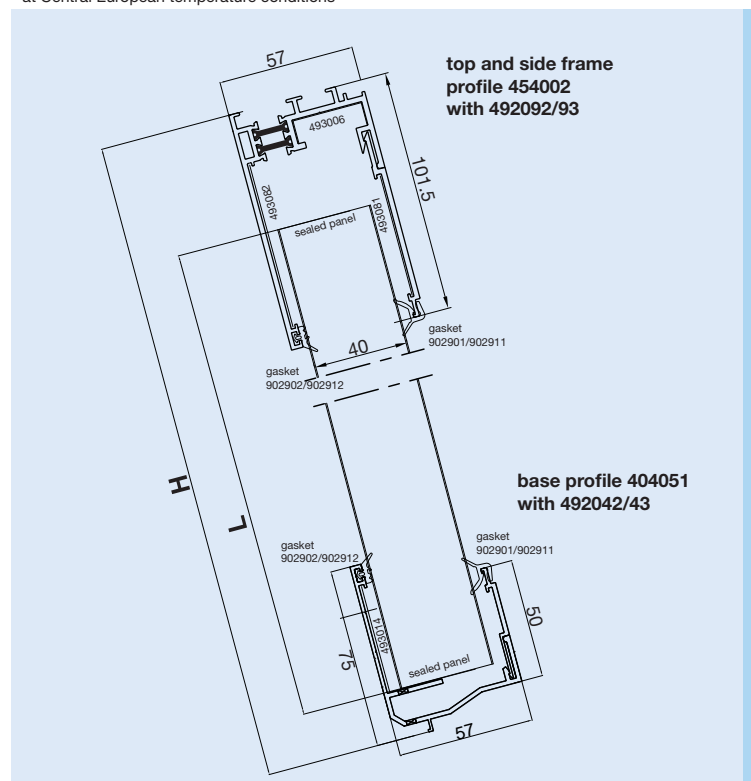 at Central European temperature conditions
57
top and side frame
profile 454002
with 492092/93
493006
101.5
493082
493081
sealed panel
gasket
902901/902911
40
gasket
902902/902912
H
L
base profile 404051
with 492042/43
gasket
902902/902912
gasket
902901/902911
493014
75
50
sealed panel
57